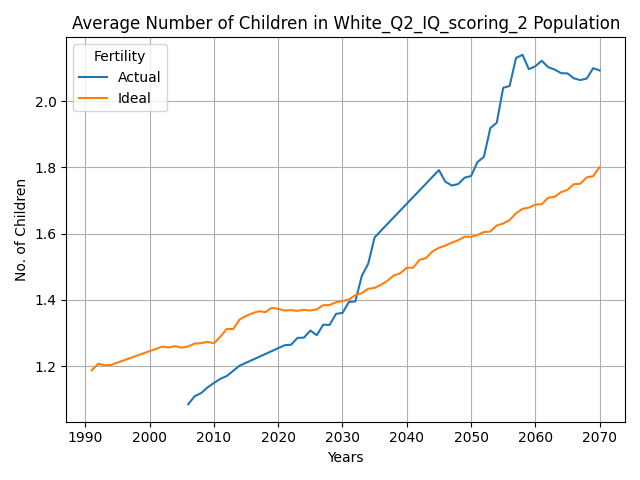 Average Number of Children in White_Q2_IQ_scoring_2 Population
Fertility
Actual
Ideal
No. of Children
2.0
1.8
1.6
1.4
1.2
1990 2000 2010 2020 2030 2040 2050 2060 2070
Years